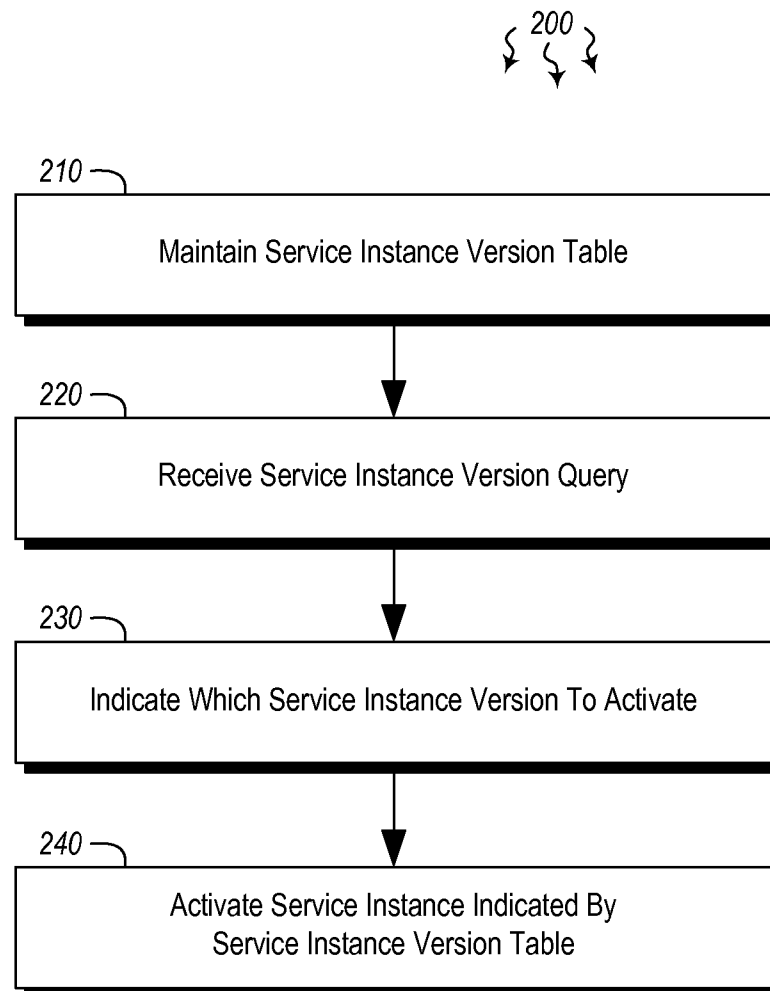 200
210
Maintain Service Instance Version Table
220
Receive Service Instance Version Query
230
Indicate Which Service Instance Version To Activate
240
Activate Service Instance Indicated By
Service Instance Version Table